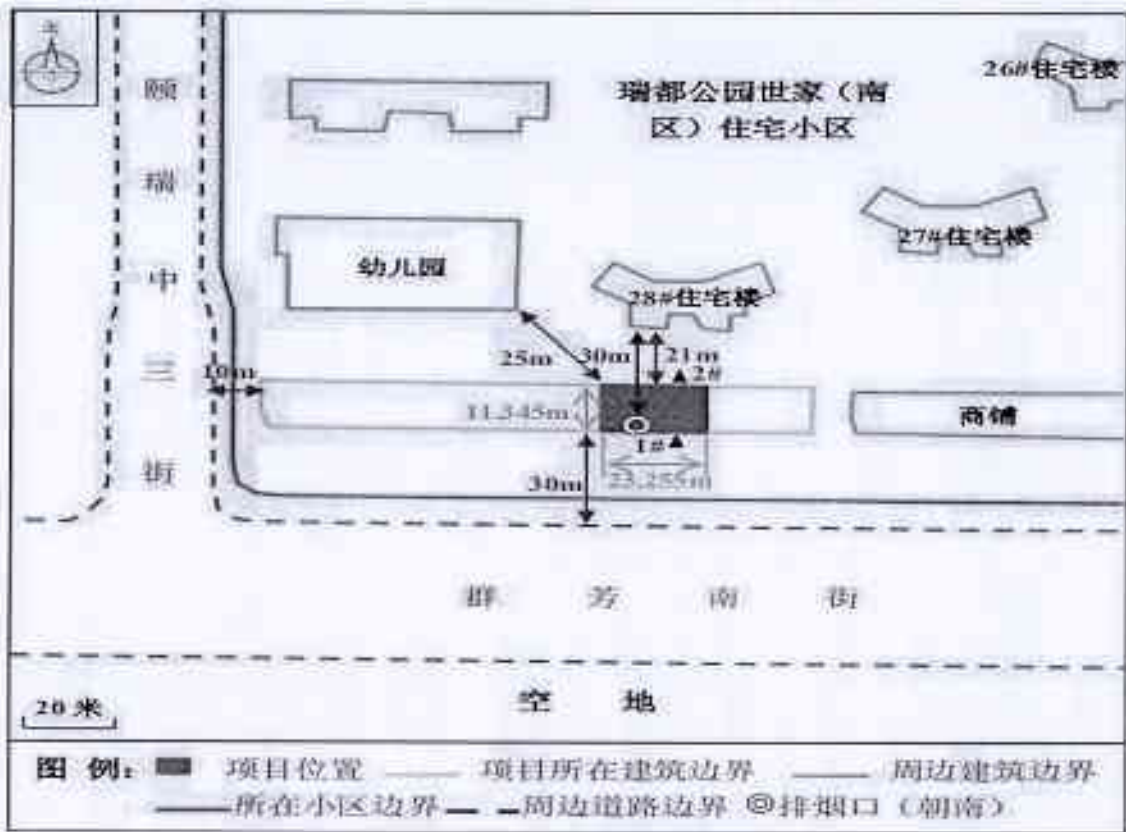 北
颐瑞中三街
瑞都公园世家（南
区）住宅小区
26#住宅楼
27#住宅楼
幼儿园
28#住宅楼
25m
30m
21m
2#
10m
11.345m
商铺
1#
23.255m
30m
群芳南街
空地
20米
图例： 项目位置 项目所在建筑边界 周边建筑边界
所在小区边界 周边道路边界 排烟口（朝南）